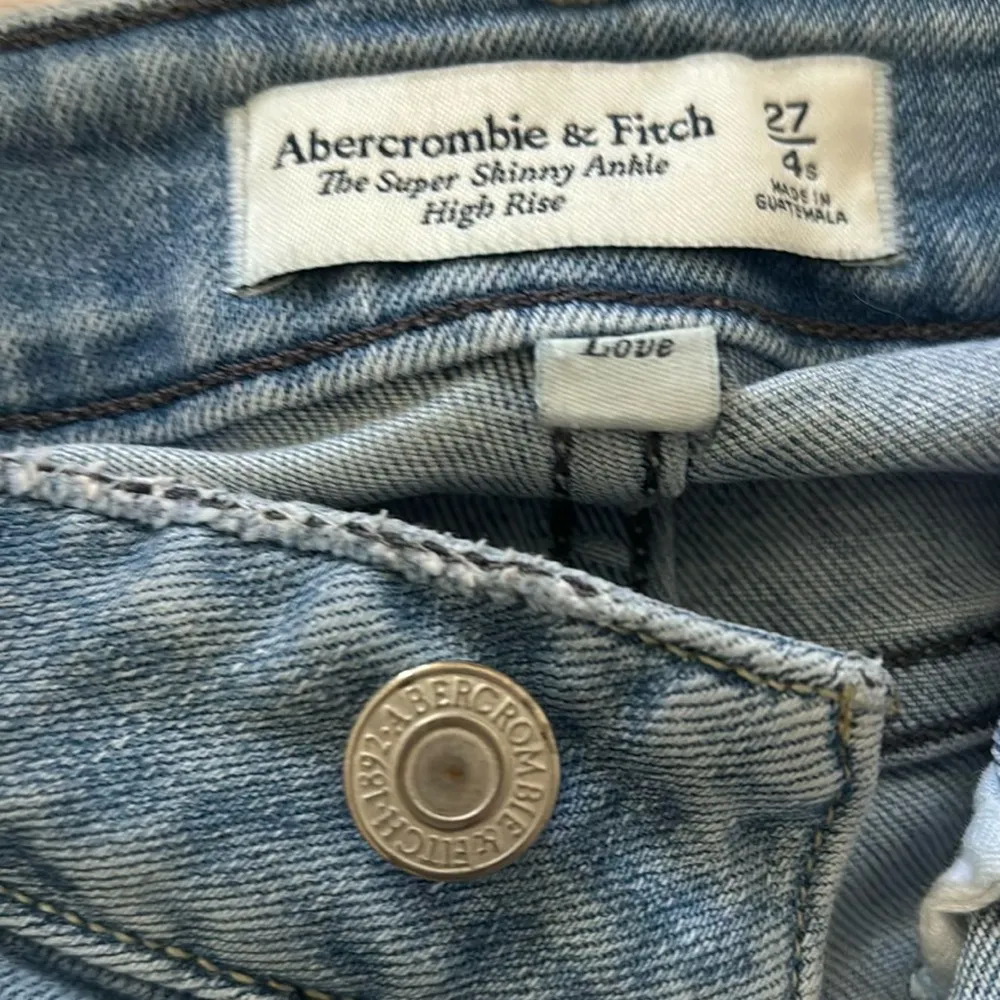 Abercrombie & Fitch
The Super Skinny Ankle
High Rise
27
4s
MADE IN
GUATEMALA
Love
ABERCROMBIE & FITCH · 1892 ·